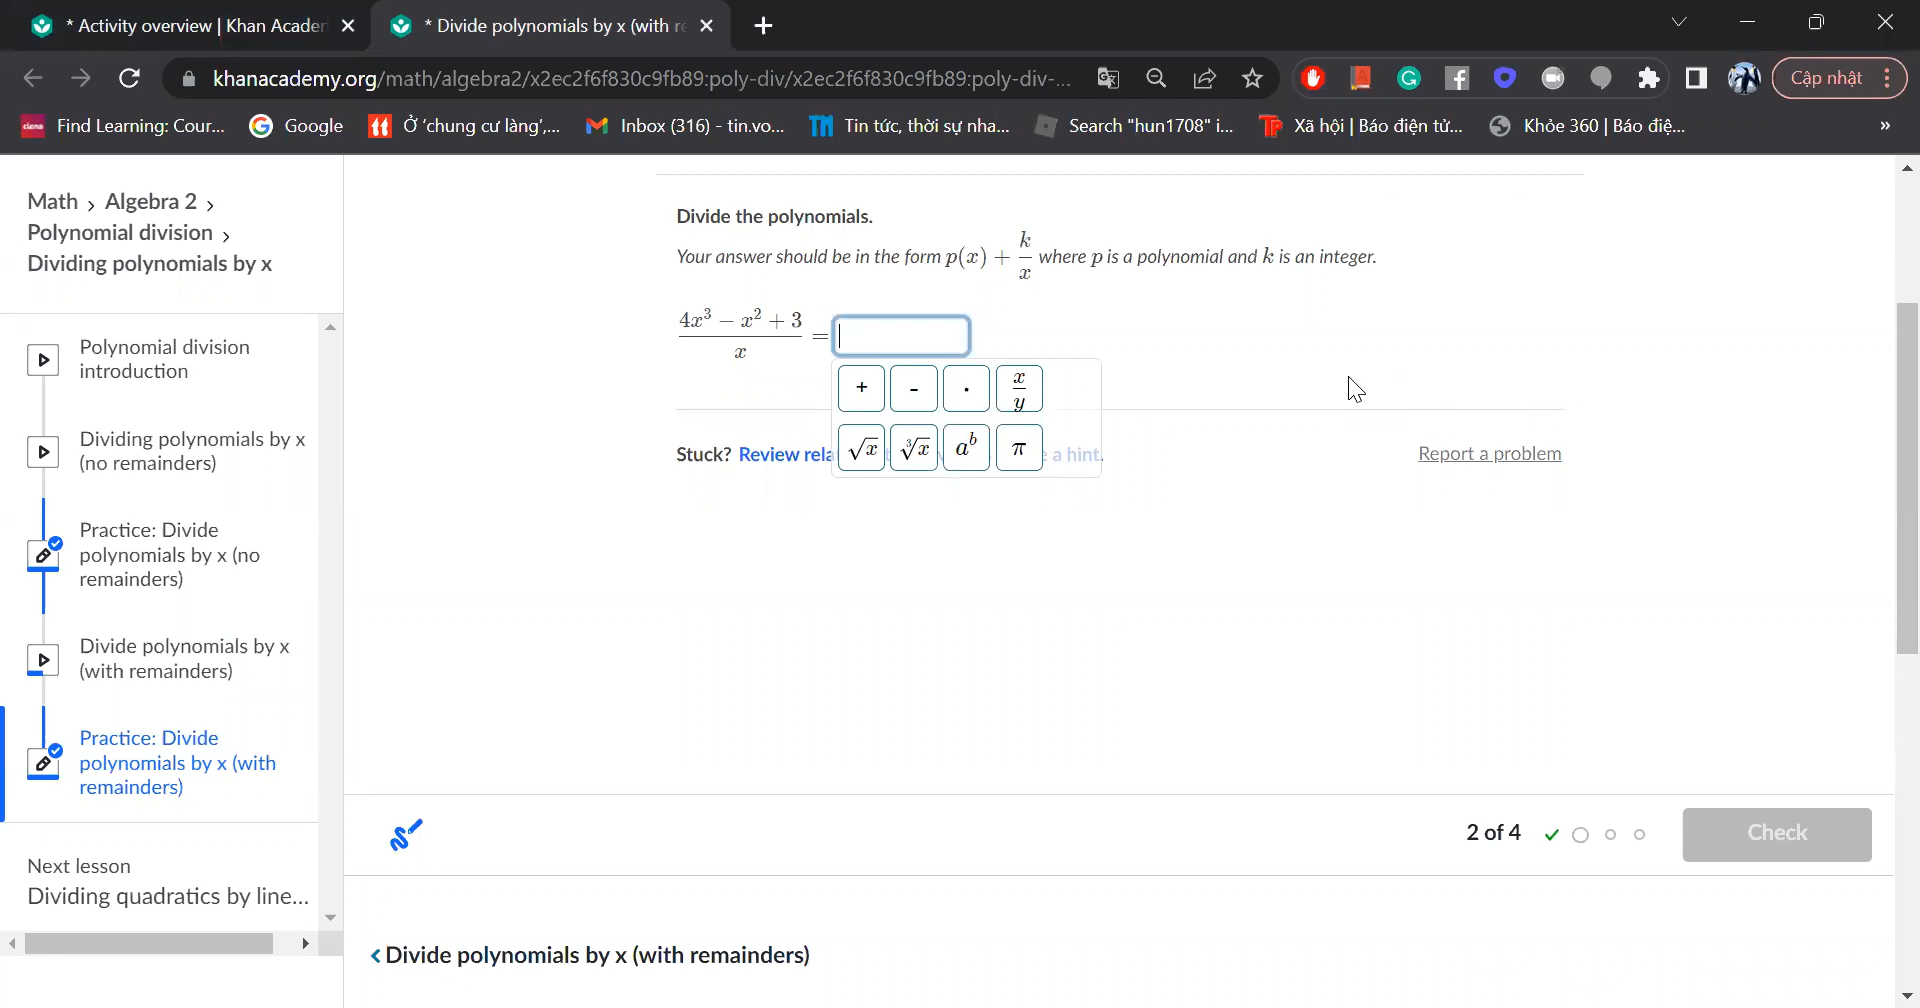 * Activity overview | Khan Acader
* Divide polynomials by x (with re
khanacademy.org/math/algebra2/x2ec2f6f830c9fb89:poly-div/x2ec2f6f830c9fb89:poly-div-...
Cập nhật
ciena Find Learning: Cour...
Google
Ở 'chung cư làng',...
Inbox (316) - tin.vo...
Tin tức, thời sự nha...
Search "hun1708" i...
Xã hội | Báo điện tử...
Khỏe 360 | Báo điệ...
»
Math › Algebra 2 ›
Polynomial division ›
Dividing polynomials by x
Polynomial division
introduction
Dividing polynomials by x
(no remainders)
Practice: Divide
polynomials by x (no
remainders)
Divide polynomials by x
(with remainders)
Practice: Divide
polynomials by x (with
remainders)
Next lesson
Dividing quadratics by line...
Divide the polynomials.
Your answer should be in the form p(x) + k/x where p is a polynomial and k is an integer.
(4x³ − x² + 3)/x =
+ - · x/y
√x ∛x aᵇ π
Stuck? Review rela
e a hint.
Report a problem
2 of 4
Check
‹ Divide polynomials by x (with remainders)